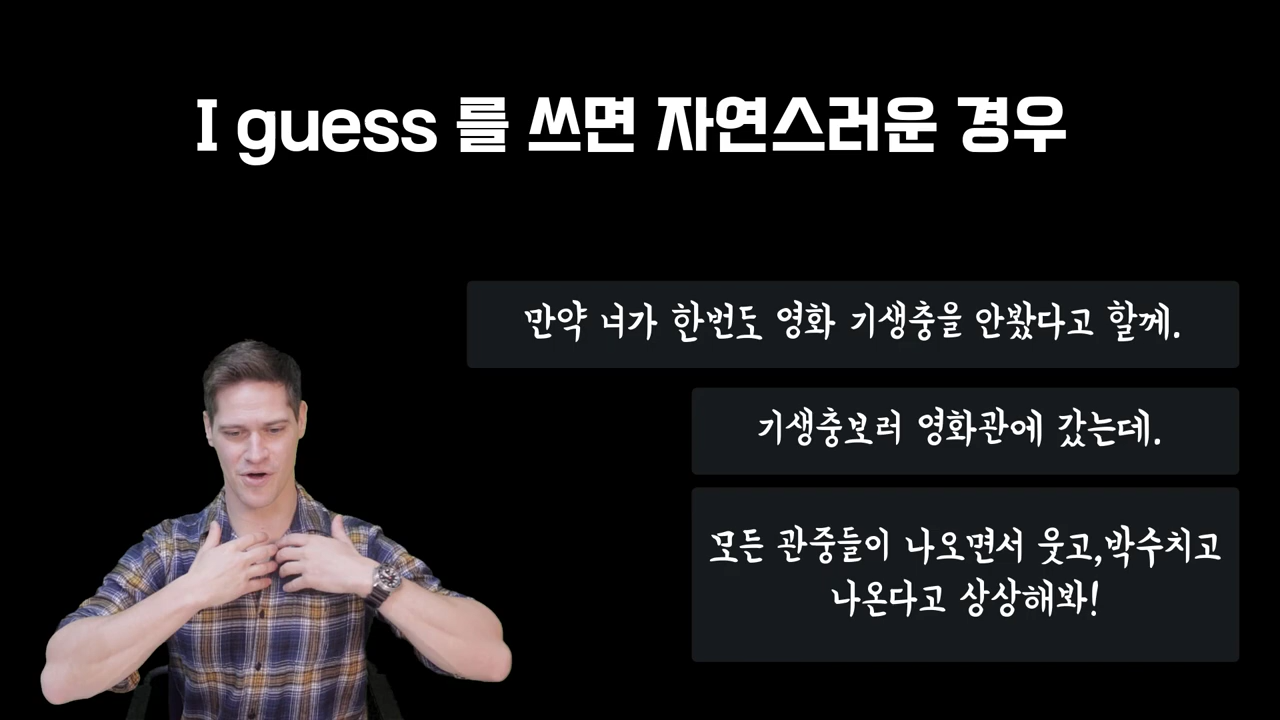 I guess 를 쓰면 자연스러운 경우
만약 너가 한번도 영화 기생충을 안봤다고 할께.
기생충보러 영화관에 갔는데.
모든 관중들이 나오면서 웃고,박수치고
나온다고 상상해봐!